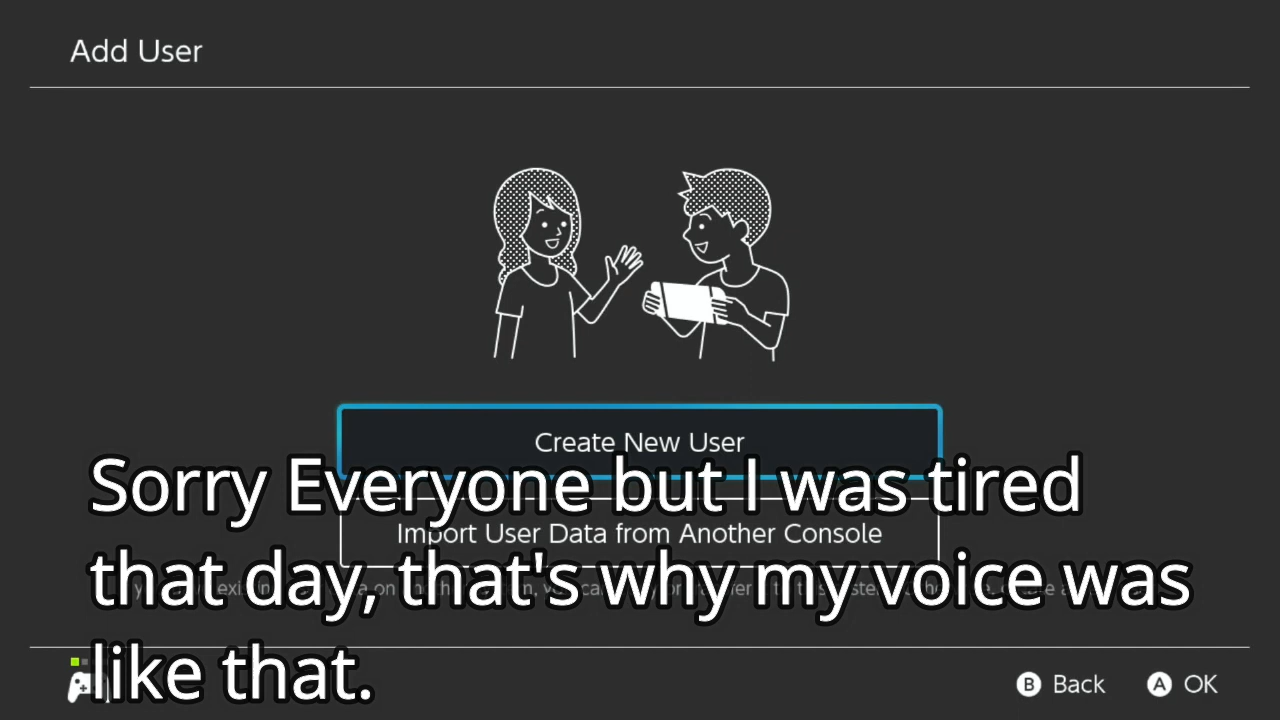 Add User
Create New User
Sorry Everyone but I was tired
Import User Data from Another Console
that day, that's why my voice was
like that.
B Back A OK